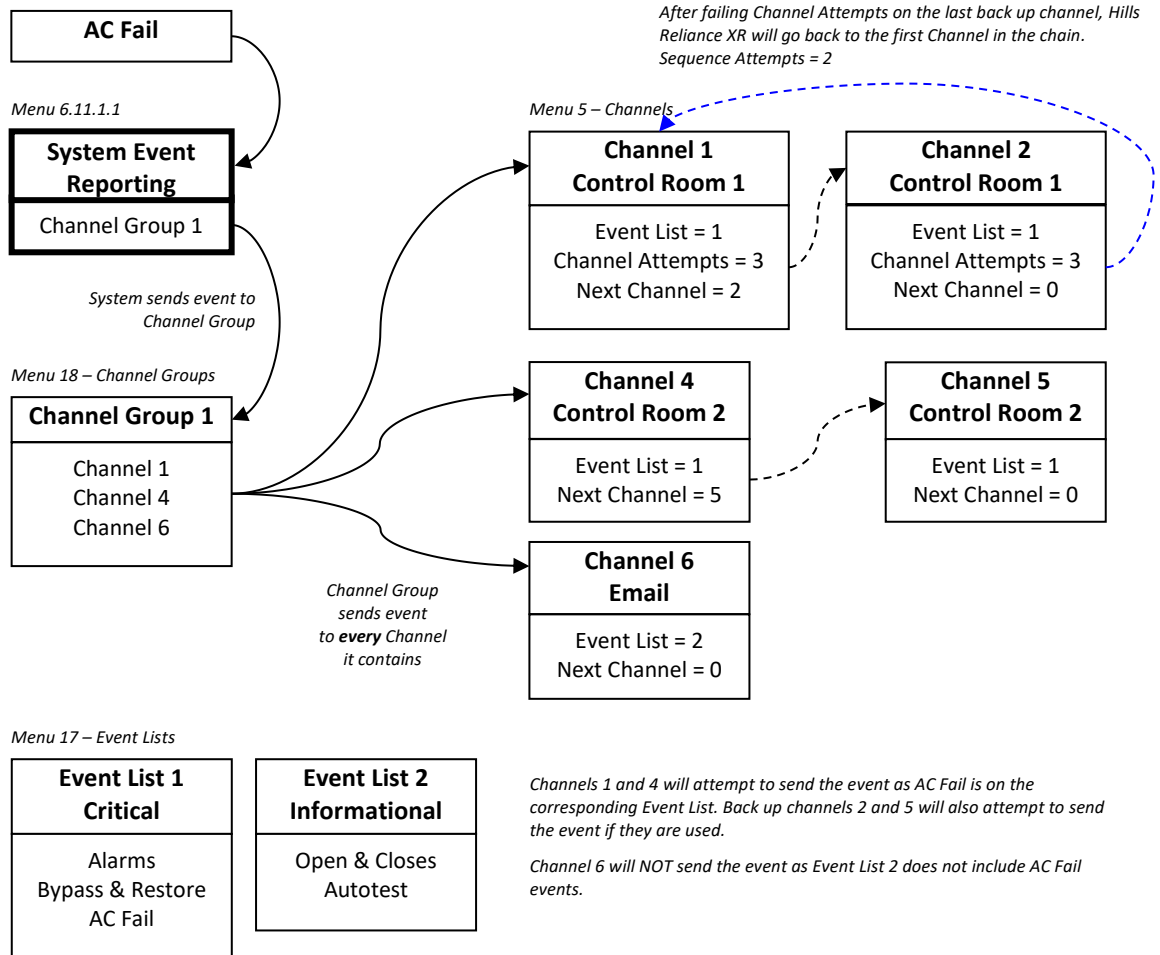 AC Fail
After failing Channel Attempts on the last back up channel, Hills
Reliance XR will go back to the first Channel in the chain.
Sequence Attempts = 2
Menu 6.11.1.1
System Event
Reporting
Channel Group 1
System sends event to
Channel Group
Menu 5 – Channels
Channel 1
Control Room 1
Event List = 1
Channel Attempts = 3
Next Channel = 2
Channel 2
Control Room 1
Event List = 1
Channel Attempts = 3
Next Channel = 0
Menu 18 – Channel Groups
Channel Group 1
Channel 1
Channel 4
Channel 6
Channel 4
Control Room 2
Event List = 1
Next Channel = 5
Channel 5
Control Room 2
Event List = 1
Next Channel = 0
Channel Group
sends event
to every Channel
it contains
Channel 6
Email
Event List = 2
Next Channel = 0
Menu 17 – Event Lists
Event List 1
Critical
Alarms
Bypass & Restore
AC Fail
Event List 2
Informational
Open & Closes
Autotest
Channels 1 and 4 will attempt to send the event as AC Fail is on the
corresponding Event List. Back up channels 2 and 5 will also attempt to send
the event if they are used.
Channel 6 will NOT send the event as Event List 2 does not include AC Fail
events.